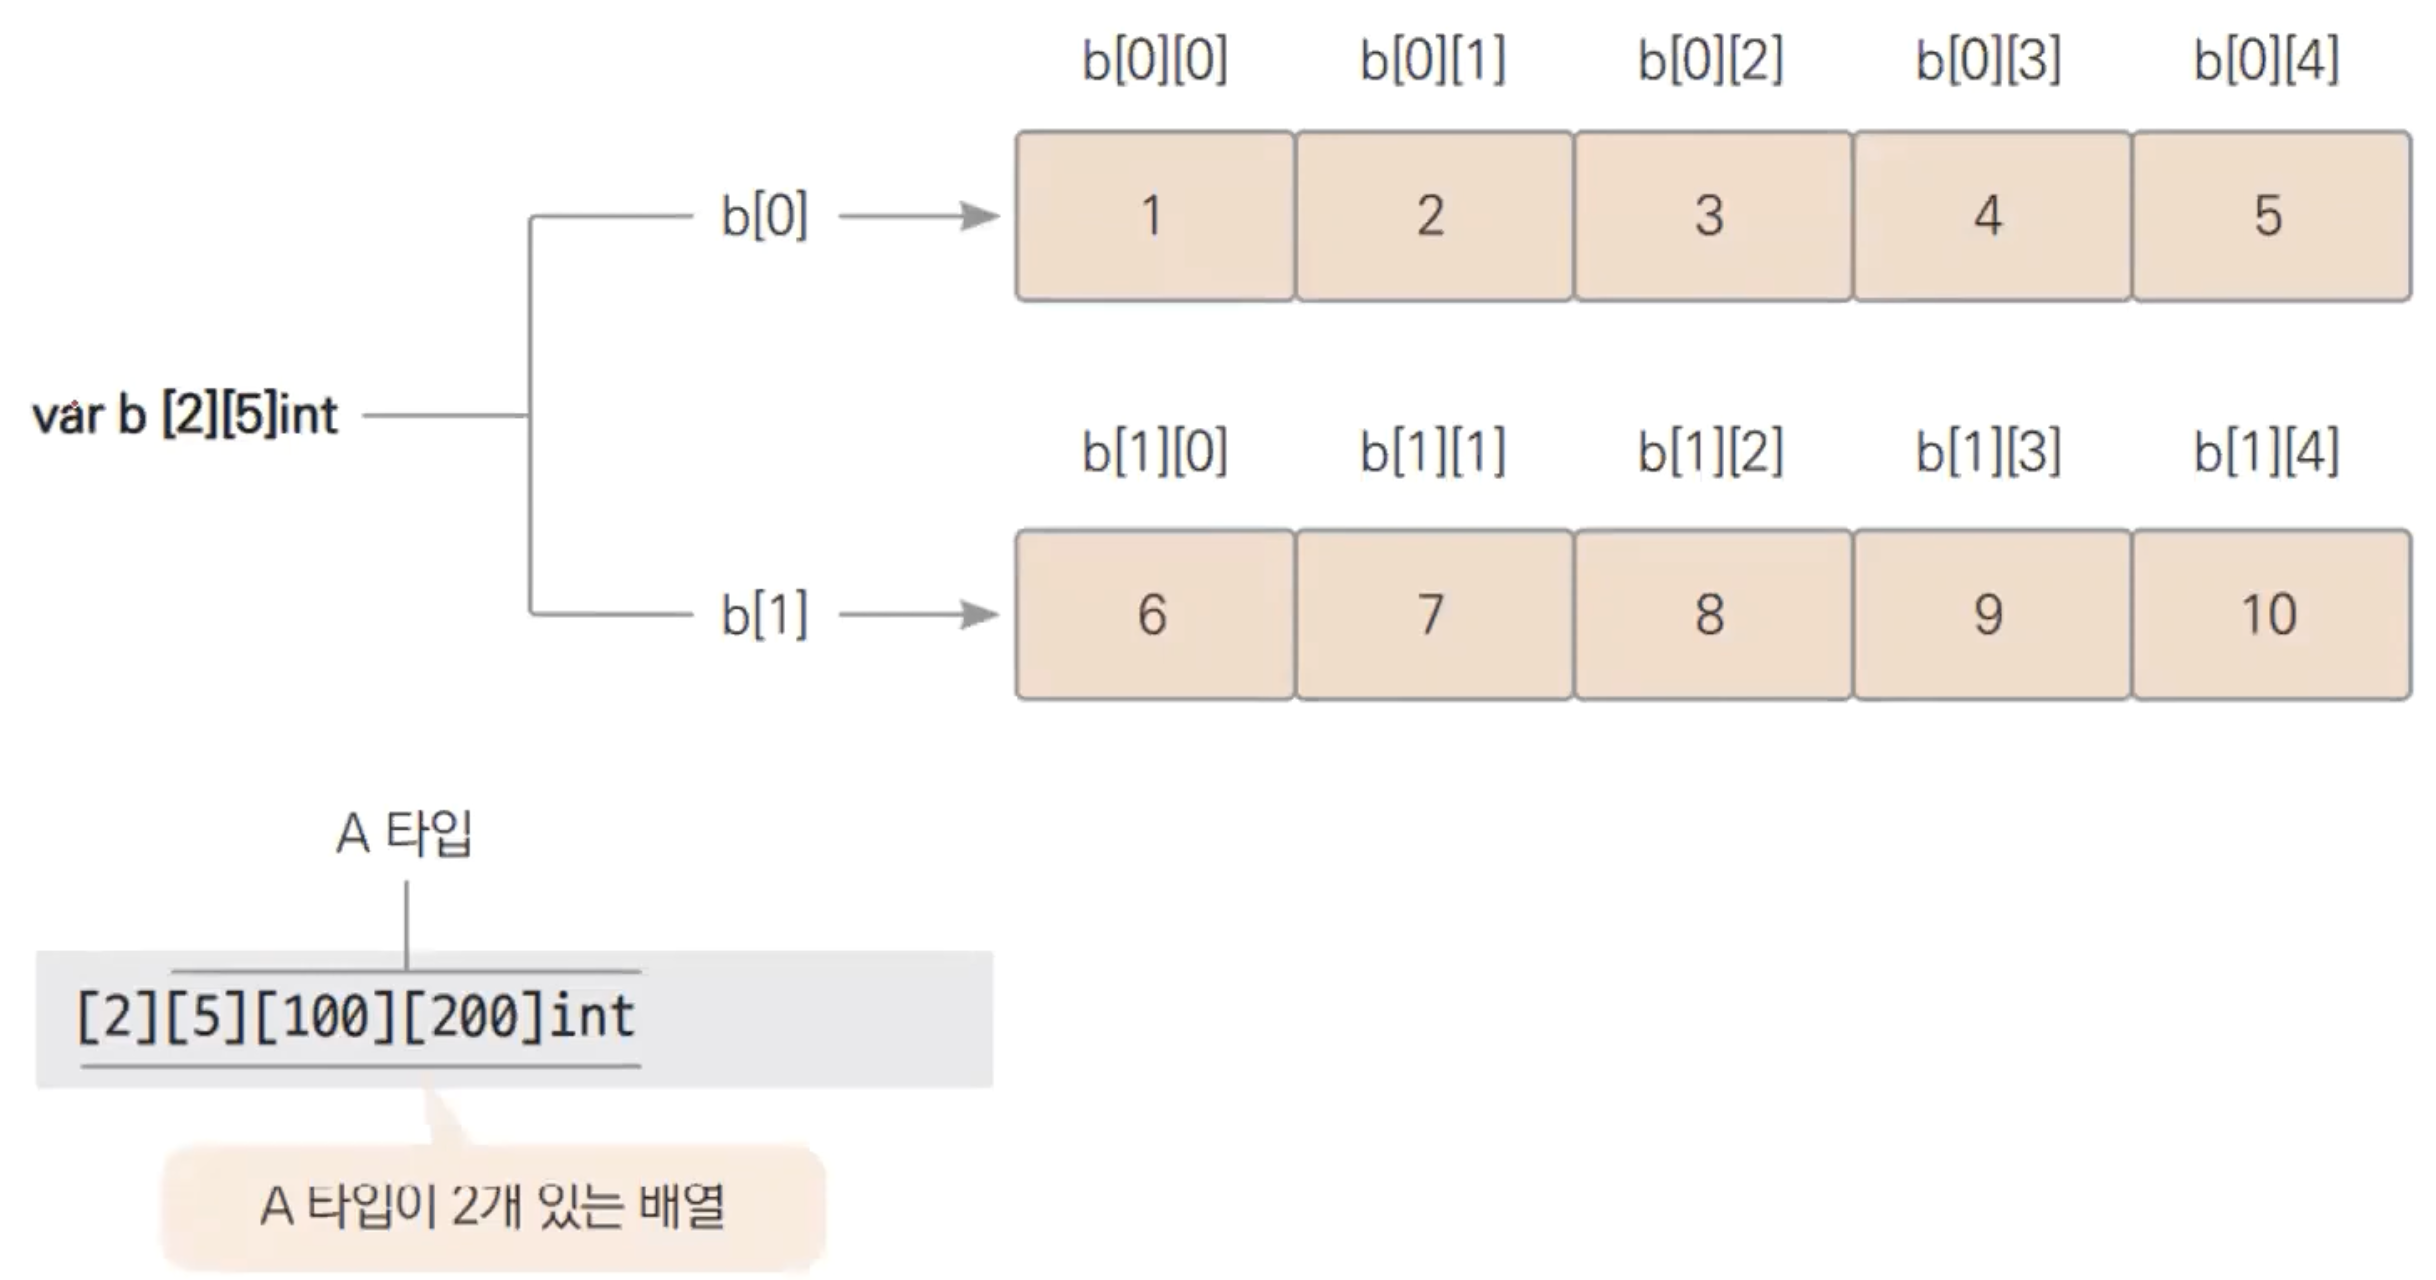 b[0][0] b[0][1] b[0][2] b[0][3] b[0][4]
b[0] 1 2 3 4 5
var b [2][5]int
b[1][0] b[1][1] b[1][2] b[1][3] b[1][4]
b[1] 6 7 8 9 10
A 타입
[2][5][100][200]int
A 타입이 2개 있는 배열